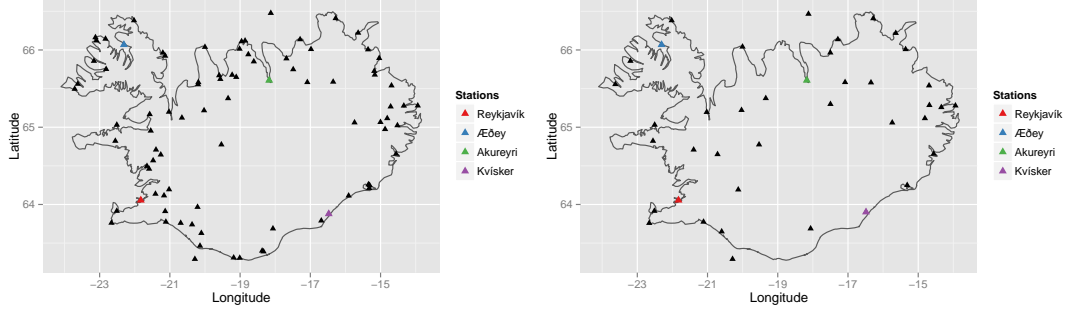 66
65
64
Latitude
−23
−21
−19
−17
−15
Longitude
Stations
Reykjavík
Æðey
Akureyri
Kvísker
66
65
64
Latitude
−23
−21
−19
−17
−15
Longitude
Stations
Reykjavík
Æðey
Akureyri
Kvísker